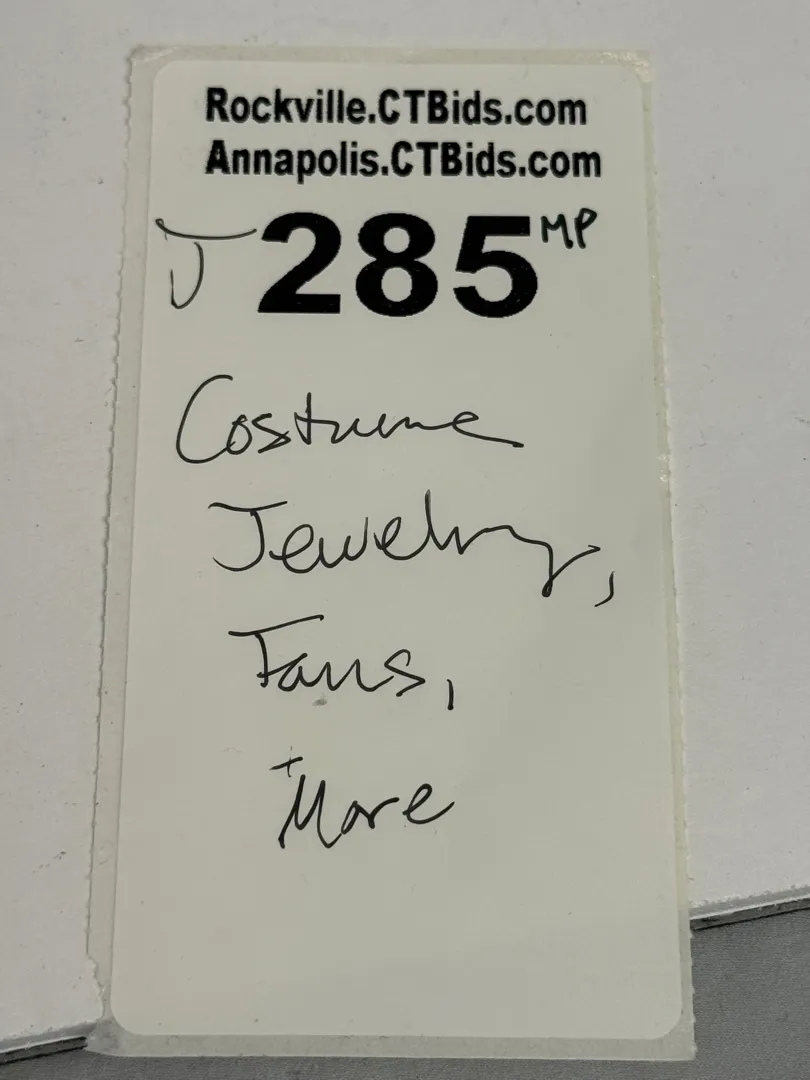 Rockville.CTBids.com
Annapolis.CTBids.com
J 285 MP
Costume
Jewelry,
Fans,
+ More